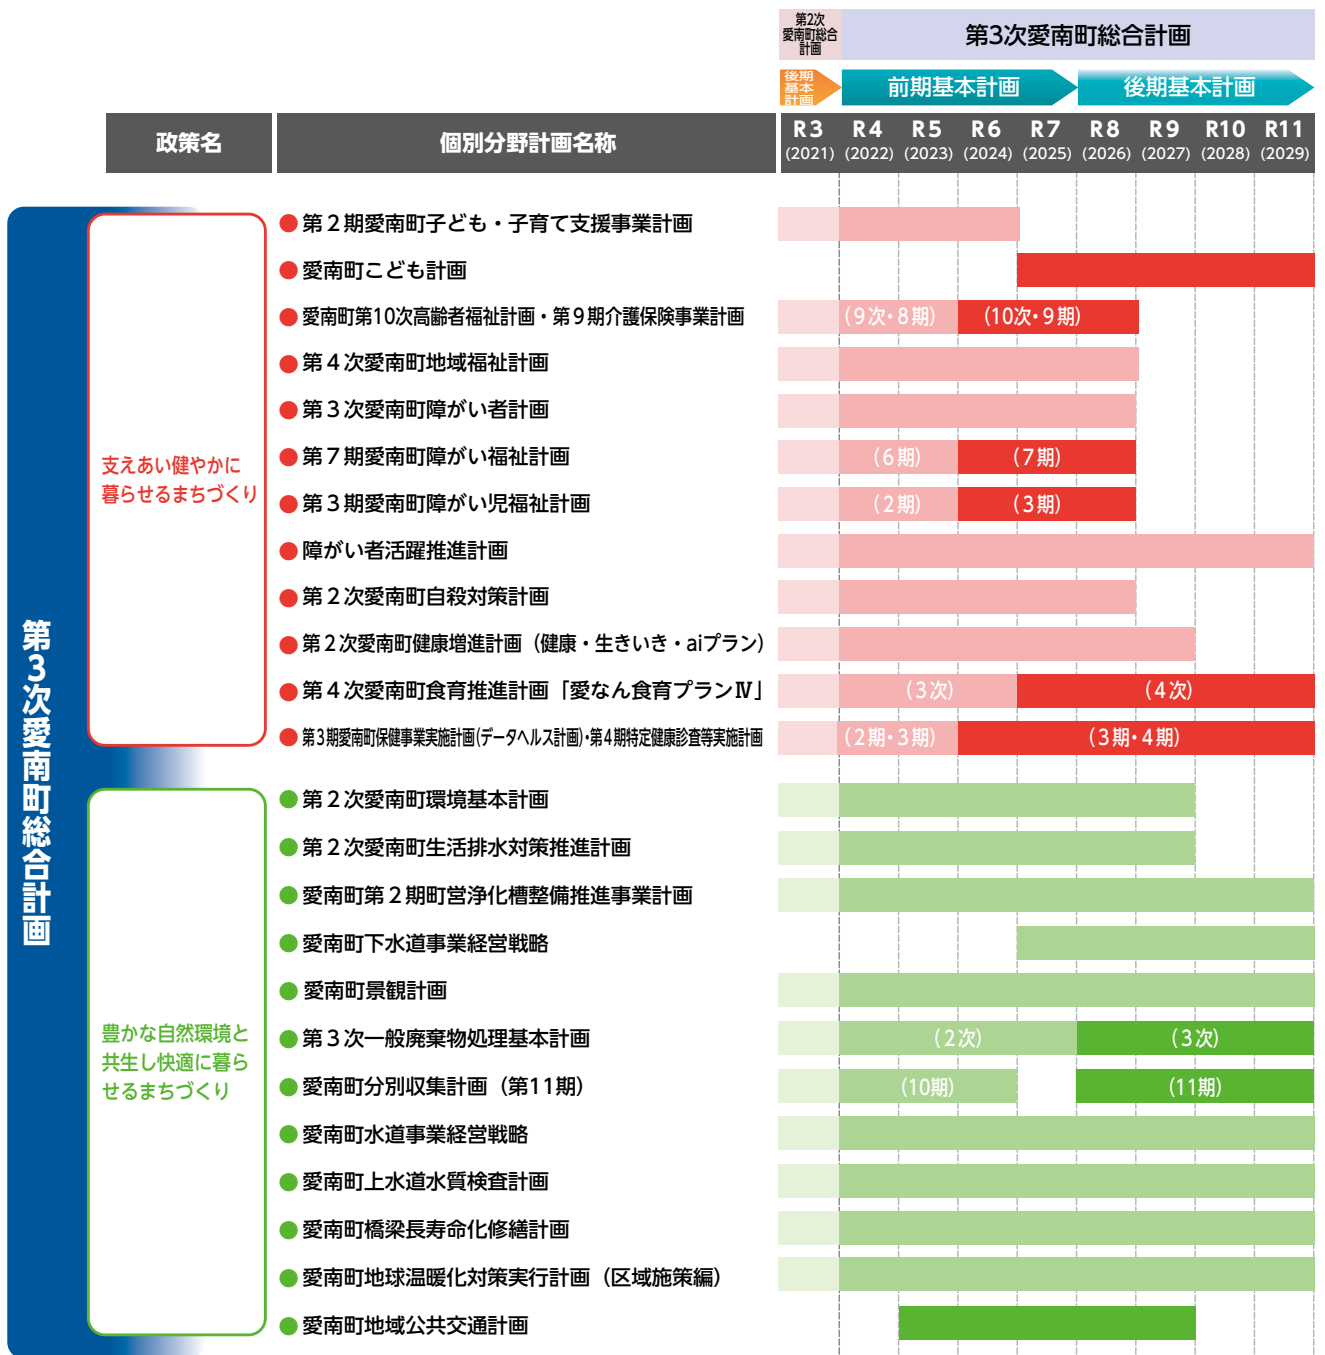 第2次
愛南町総合
計画
第3次愛南町総合計画
後期
基本
計画
前期基本計画
後期基本計画
政策名
個別分野計画名称
R3 R4 R5 R6 R7 R8 R9 R10 R11
(2021) (2022) (2023) (2024) (2025) (2026) (2027) (2028) (2029)
第3次愛南町総合計画
支えあい健やかに
暮らせるまちづくり
●第2期愛南町子ども・子育て支援事業計画
●愛南町こども計画
●愛南町第10次高齢者福祉計画・第9期介護保険事業計画 (9次・8期) (10次・9期)
●第4次愛南町地域福祉計画
●第3次愛南町障がい者計画
●第7期愛南町障がい福祉計画 (6期) (7期)
●第3期愛南町障がい児福祉計画 (2期) (3期)
●障がい者活躍推進計画
●第2次愛南町自殺対策計画
●第2次愛南町健康増進計画（健康・生きいき・aiプラン）
●第4次愛南町食育推進計画「愛なん食育プランⅣ」 (3次) (4次)
●第3期愛南町保健事業実施計画(データヘルス計画)・第4期特定健康診査等実施計画 (2期・3期) (3期・4期)
豊かな自然環境と
共生し快適に暮ら
せるまちづくり
●第2次愛南町環境基本計画
●第2次愛南町生活排水対策推進計画
●愛南町第2期町営浄化槽整備推進事業計画
●愛南町下水道事業経営戦略
●愛南町景観計画
●第3次一般廃棄物処理基本計画 (2次) (3次)
●愛南町分別収集計画（第11期） (10期) (11期)
●愛南町水道事業経営戦略
●愛南町上水道水質検査計画
●愛南町橋梁長寿命化修繕計画
●愛南町地球温暖化対策実行計画（区域施策編）
●愛南町地域公共交通計画